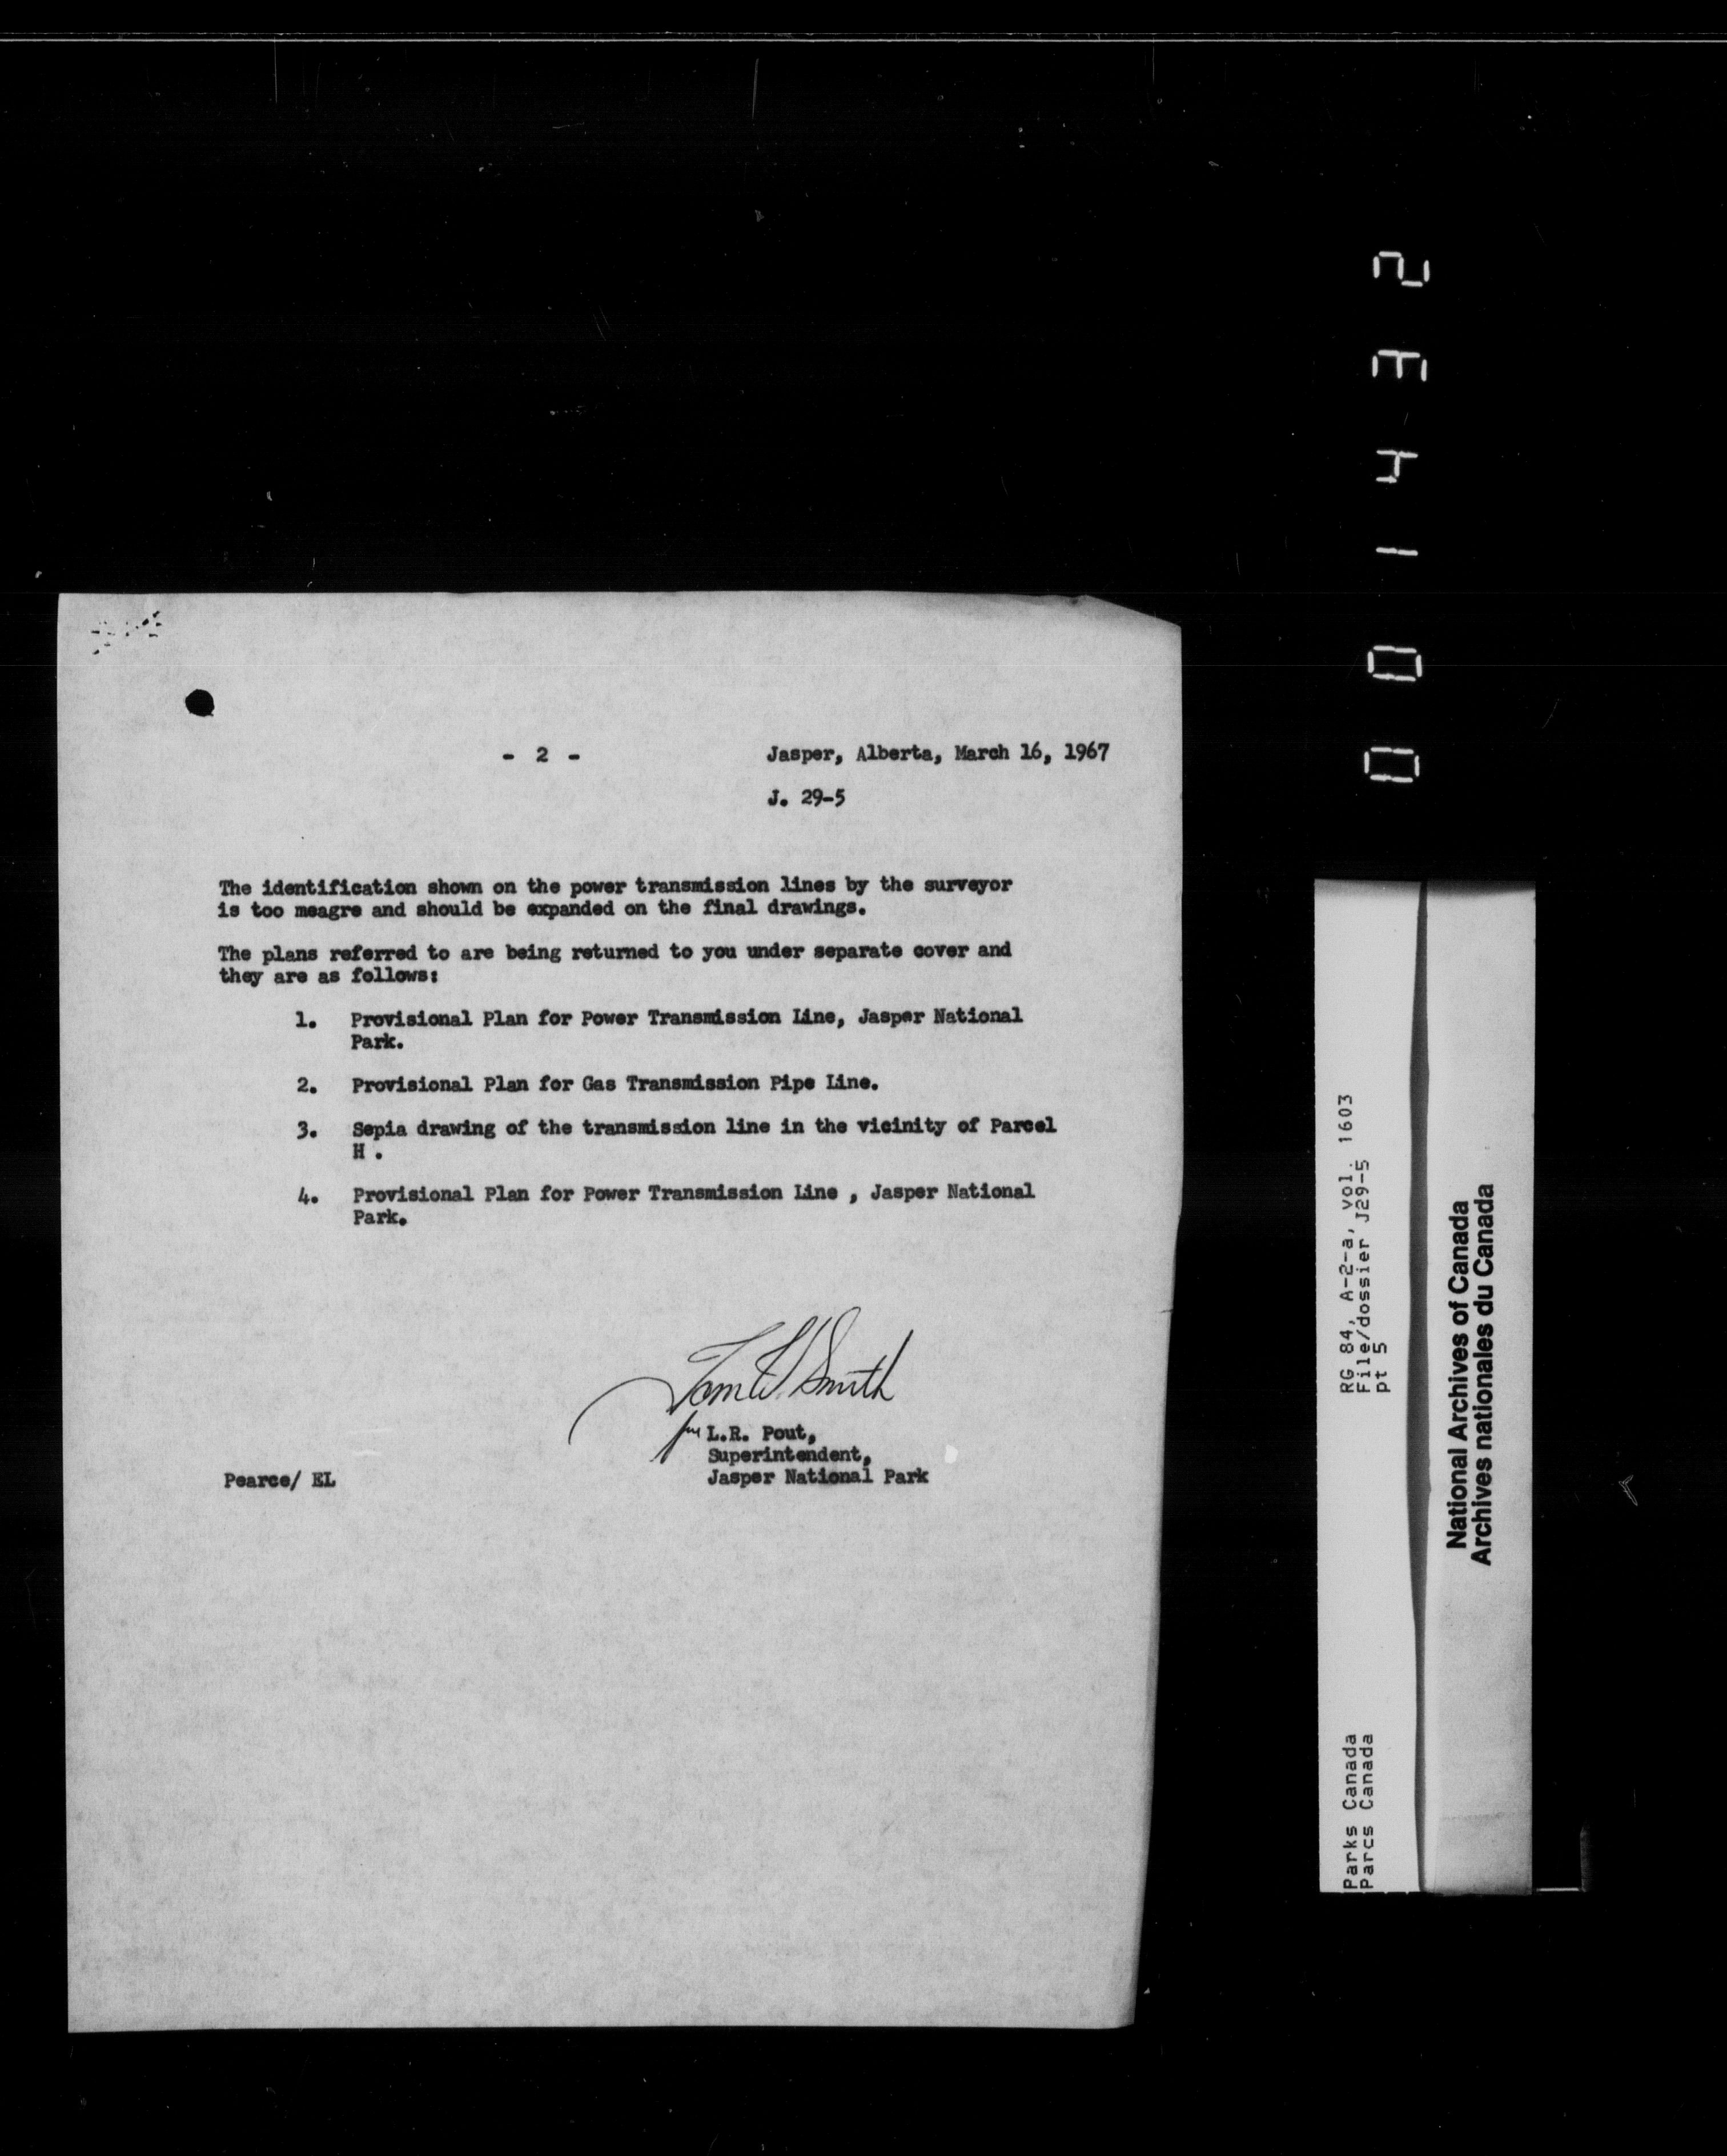 - 2 -
Jasper, Alberta, March 16, 1967
J. 29-5
The identification shown on the power transmission lines by the surveyor
is too meagre and should be expanded on the final drawings.
The plans referred to are being returned to you under separate cover and
they are as follows:
1. Provisional Plan for Power Transmission Line, Jasper National
Park.
2. Provisional Plan for Gas Transmission Pipe Line.
3. Sepia drawing of the transmission line in the vicinity of Parcel
H .
4. Provisional Plan for Power Transmission Line , Jasper National
Park.
Tom W. Smith
for L.R. Pout,
Superintendent,
Jasper National Park
Pearce/ EL
RG 84, A-2-a, vol. 1603
File/dossier J29-5
pt 5
Parks Canada
Parcs Canada
National Archives of Canada
Archives nationales du Canada